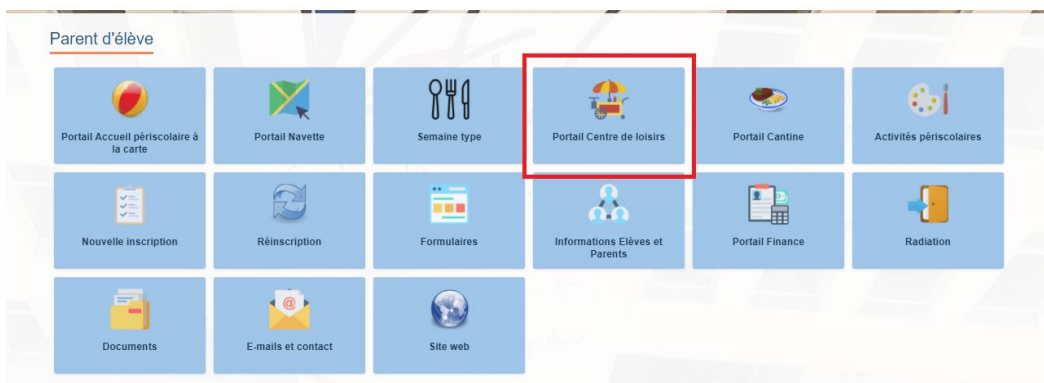 Parent d'élève
Portail Accueil périscolaire à
la carte
Portail Navette
Semaine type
Portail Centre de loisirs
Portail Cantine
Activités périscolaires
Nouvelle inscription
Réinscription
Formulaires
Informations Elèves et
Parents
Portail Finance
Radiation
Documents
E-mails et contact
Site web